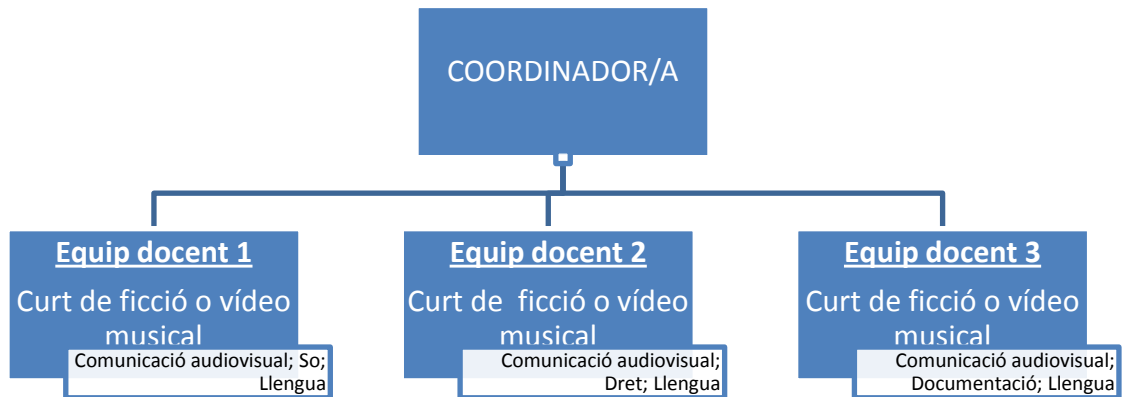 COORDINADOR/A
Equip docent 1
Curt de ficció o vídeo
musical
Comunicació audiovisual; So;
Llengua
Equip docent 2
Curt de  ficció o vídeo
musical
Comunicació audiovisual;
Dret; Llengua
Equip docent 3
Curt de ficció o vídeo
musical
Comunicació audiovisual;
Documentació; Llengua